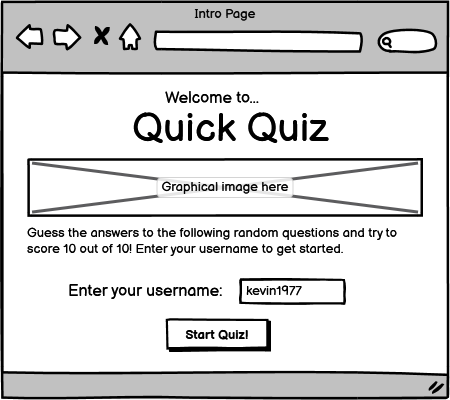 Intro Page
Welcome to...
Quick Quiz
Graphical image here
Guess the answers to the following random questions and try to
score 10 out of 10! Enter your username to get started.
Enter your username: kevin1977
Start Quiz!